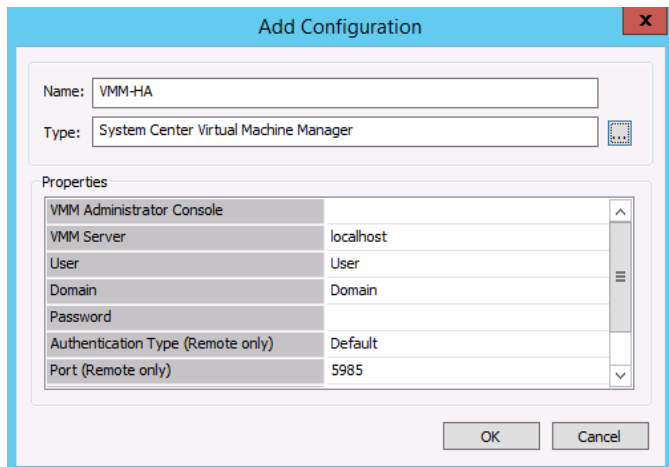 Add Configuration
x
Name: VMM-HA
Type: System Center Virtual Machine Manager ...
Properties
VMM Administrator Console
VMM Server localhost
User User
Domain Domain
Password
Authentication Type (Remote only) Default
Port (Remote only) 5985
OK Cancel